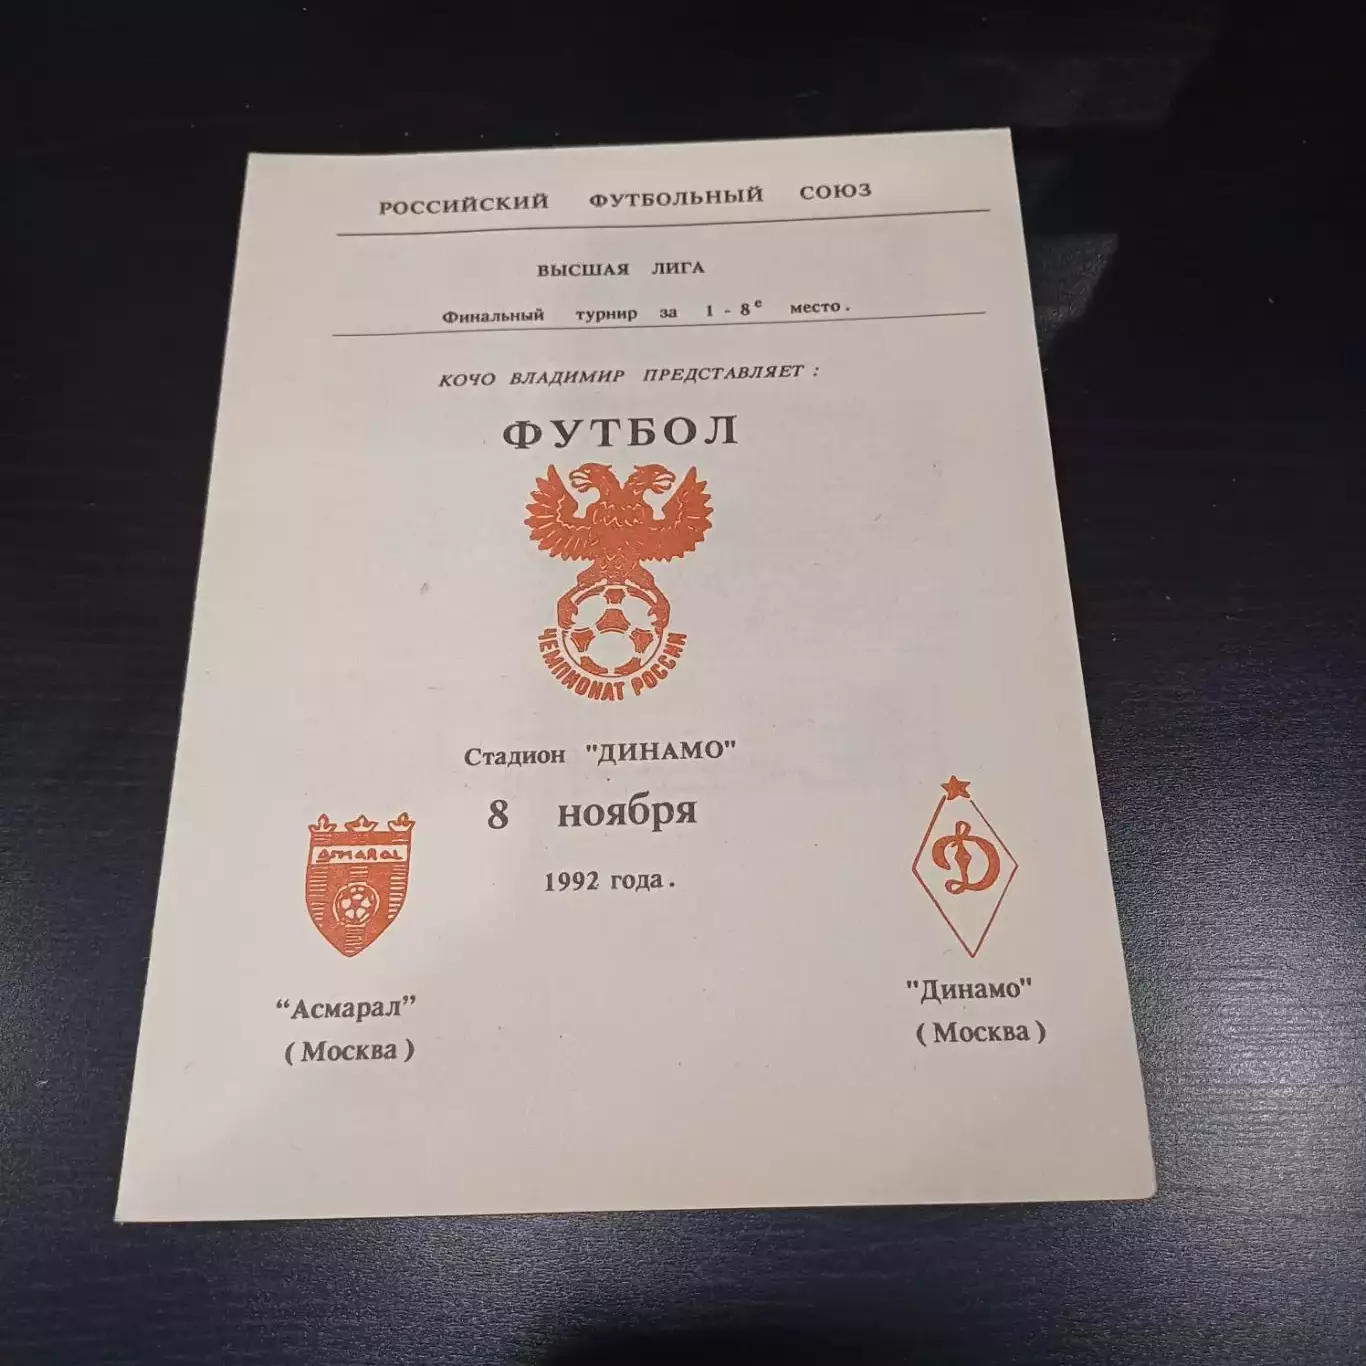 РОССИЙСКИЙ ФУТБОЛЬНЫЙ СОЮЗ
ВЫСШАЯ ЛИГА
Финальный турнир за 1 - 8е место.
КОЧО ВЛАДИМИР ПРЕДСТАВЛЯЕТ :
ФУТБОЛ
ЧЕМПИОНАТ РОССИИ
Стадион "ДИНАМО"
8 ноября
1992 года.
ASMARAL
Д
“Асмарал”
(Москва)
"Динамо"
(Москва)